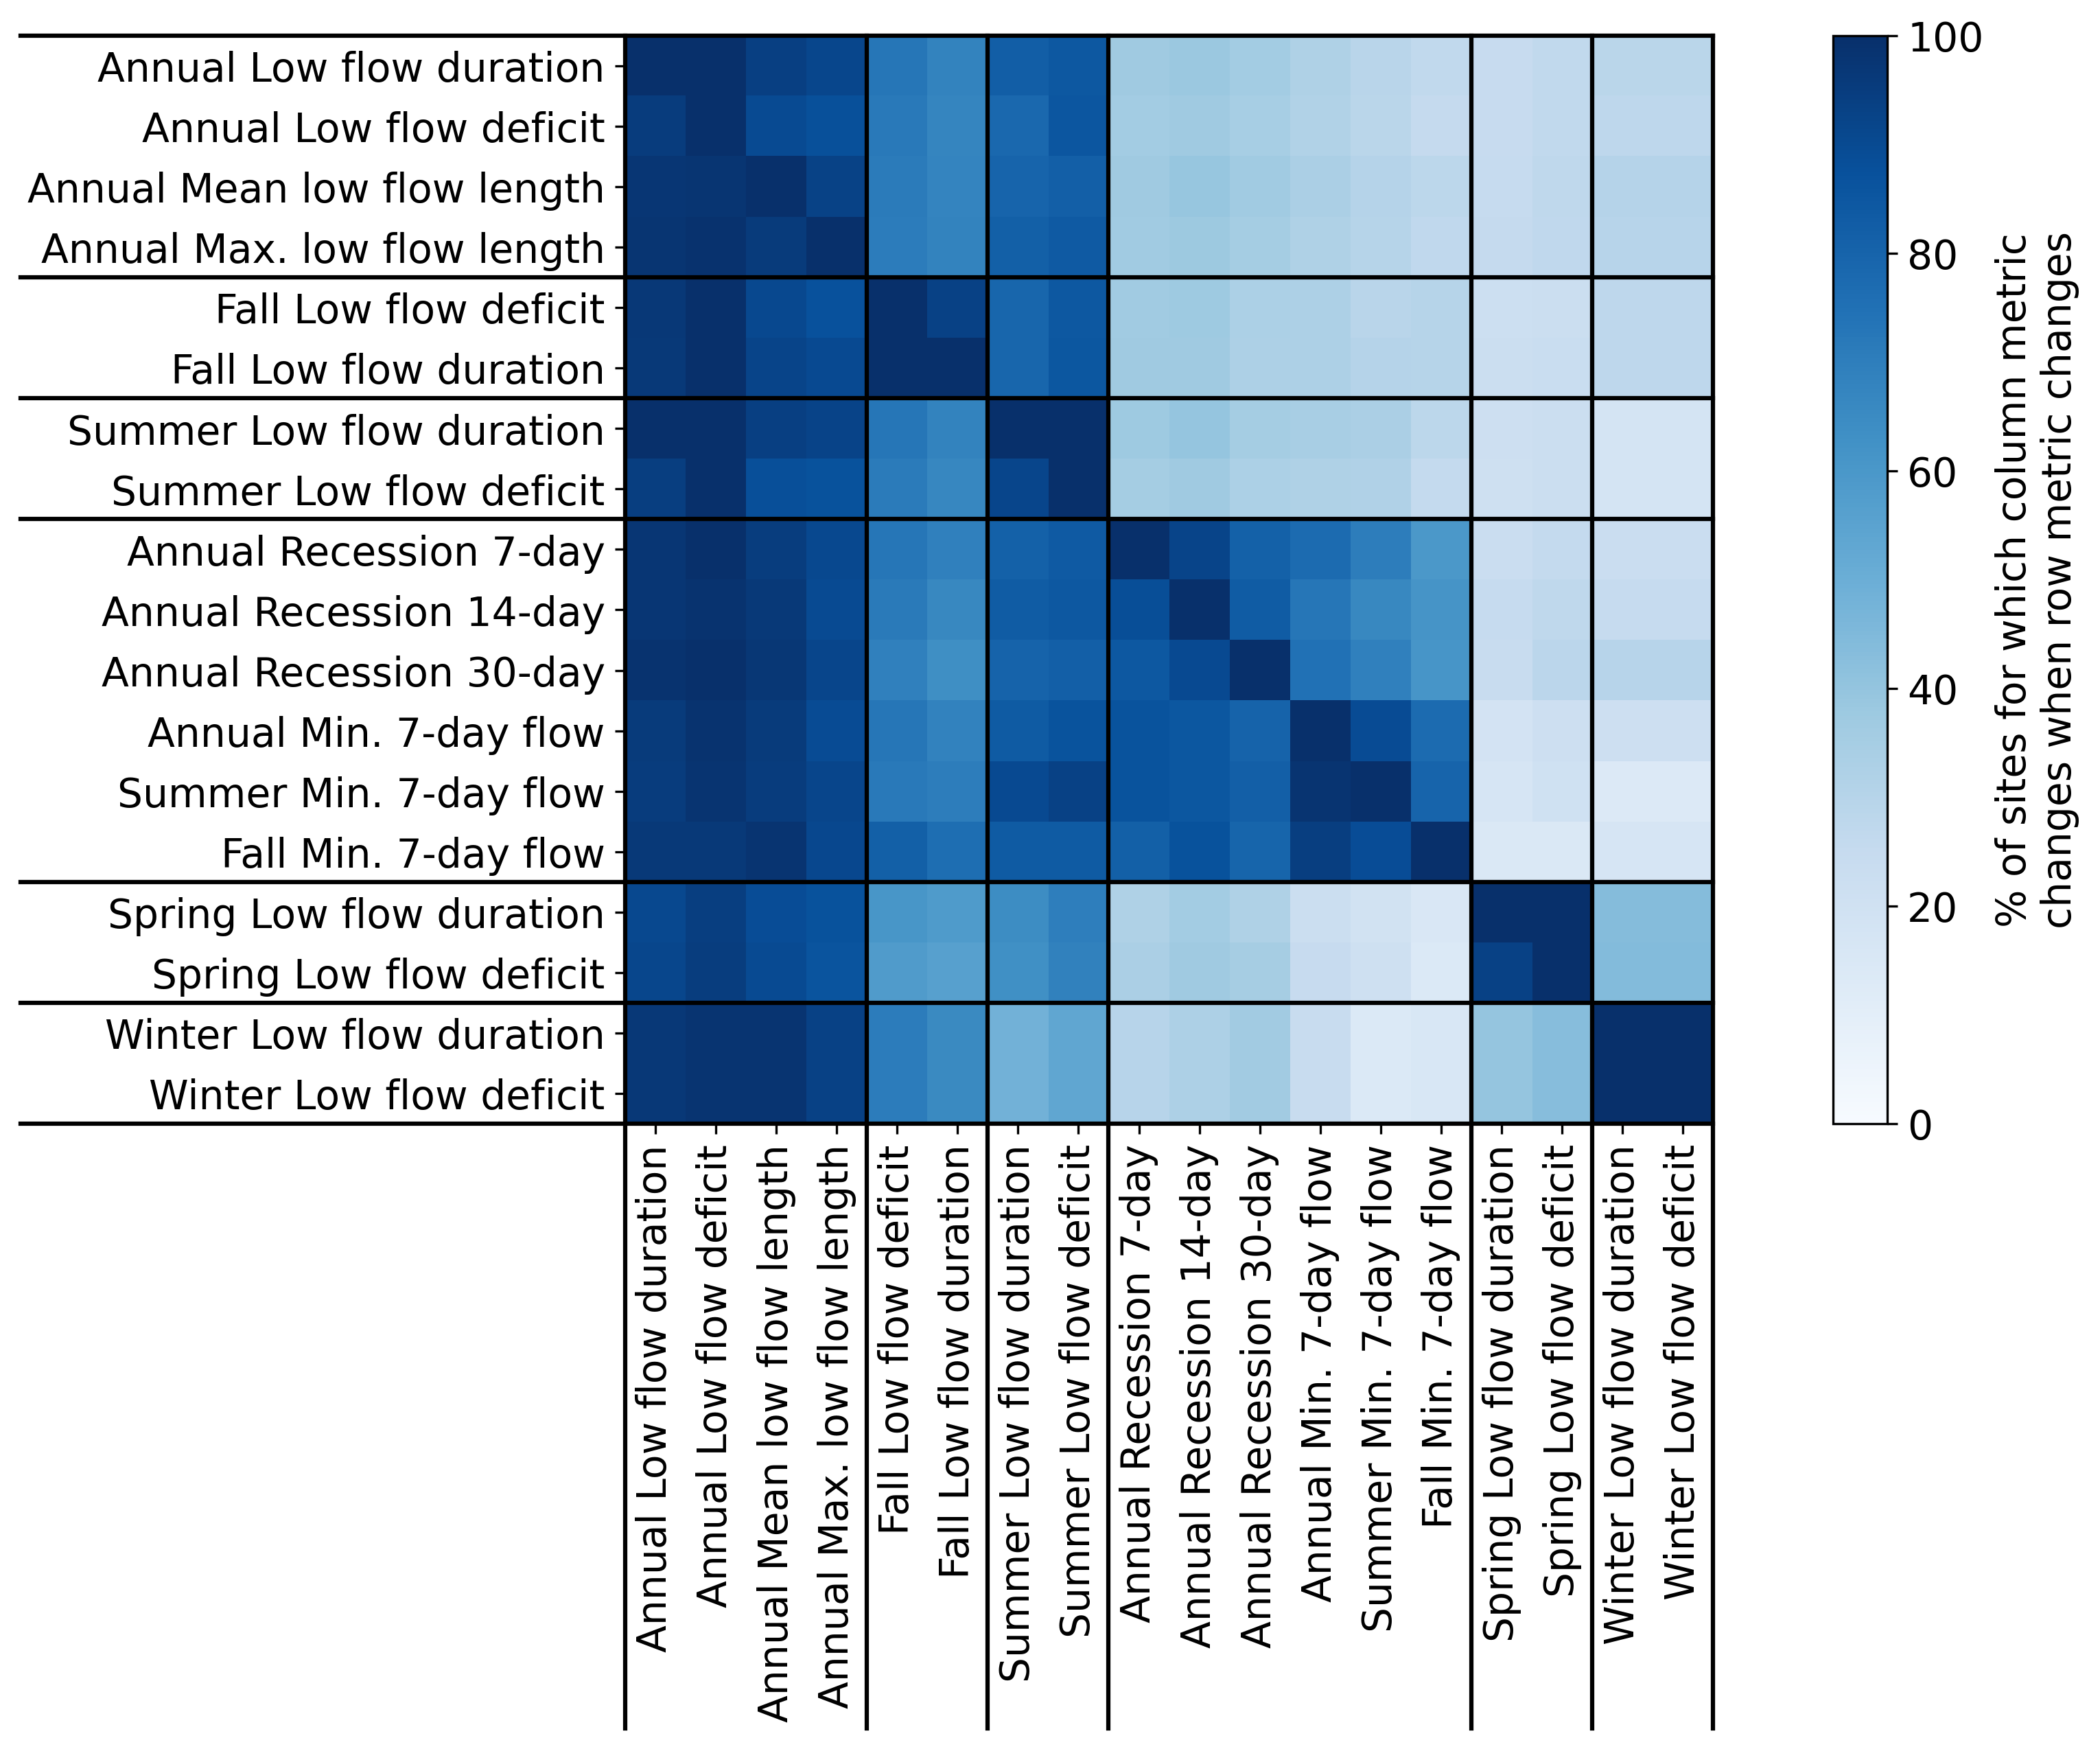 Annual Low flow duration
Annual Low flow deficit
Annual Mean low flow length
Annual Max. low flow length
Fall Low flow deficit
Fall Low flow duration
Summer Low flow duration
Summer Low flow deficit
Annual Recession 7-day
Annual Recession 14-day
Annual Recession 30-day
Annual Min. 7-day flow
Summer Min. 7-day flow
Fall Min. 7-day flow
Spring Low flow duration
Spring Low flow deficit
Winter Low flow duration
Winter Low flow deficit
Annual Low flow duration
Annual Low flow deficit
Annual Mean low flow length
Annual Max. low flow length
Fall Low flow deficit
Fall Low flow duration
Summer Low flow duration
Summer Low flow deficit
Annual Recession 7-day
Annual Recession 14-day
Annual Recession 30-day
Annual Min. 7-day flow
Summer Min. 7-day flow
Fall Min. 7-day flow
Spring Low flow duration
Spring Low flow deficit
Winter Low flow duration
Winter Low flow deficit
100
80
60
40
20
0
% of sites for which column metric
changes when row metric changes